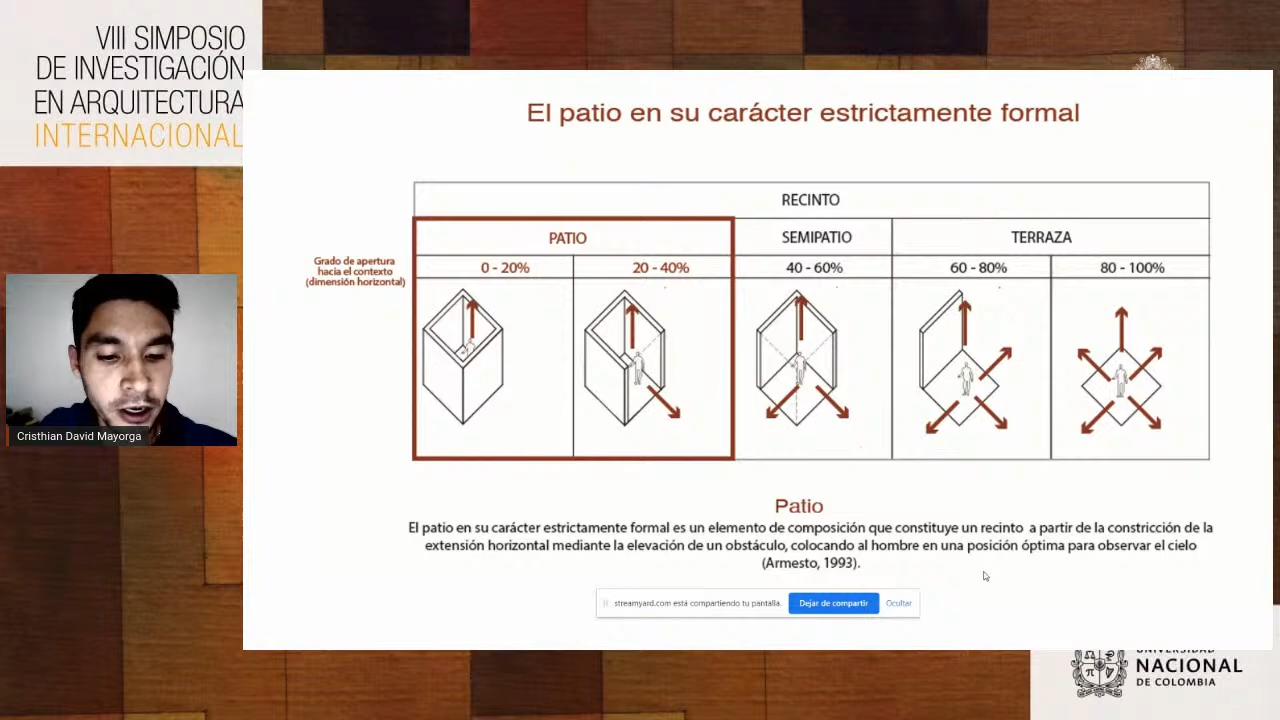 VIII SIMPOSIO
DE INVESTIGACIÓN
EN ARQUITECTURA
INTERNACIONAL
El patio en su carácter estrictamente formal
RECINTO
PATIO
SEMIPATIO
TERRAZA
Grado de apertura
hacia el contexto
(dimensión horizontal)
0 - 20%
20 - 40%
40 - 60%
60 - 80%
80 - 100%
Cristhian David Mayorga
Patio
El patio en su carácter estrictamente formal es un elemento de composición que constituye un recinto a partir de la constricción de la
extensión horizontal mediante la elevación de un obstáculo, colocando al hombre en una posición óptima para observar el cielo
(Armesto, 1993).
streamyard.com está compartiendo tu pantalla.
Dejar de compartir
Ocultar
UNIVERSIDAD
NACIONAL
DE COLOMBIA